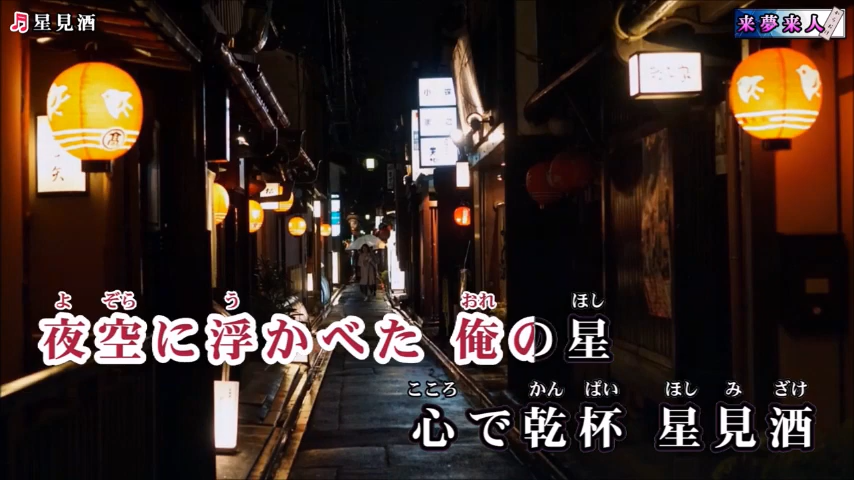 星見酒
来夢来人
よ ぞら う おれ ほし
夜空に浮かべた 俺の星
こころ かん ぱい ほし み ざけ
心で乾杯 星見酒